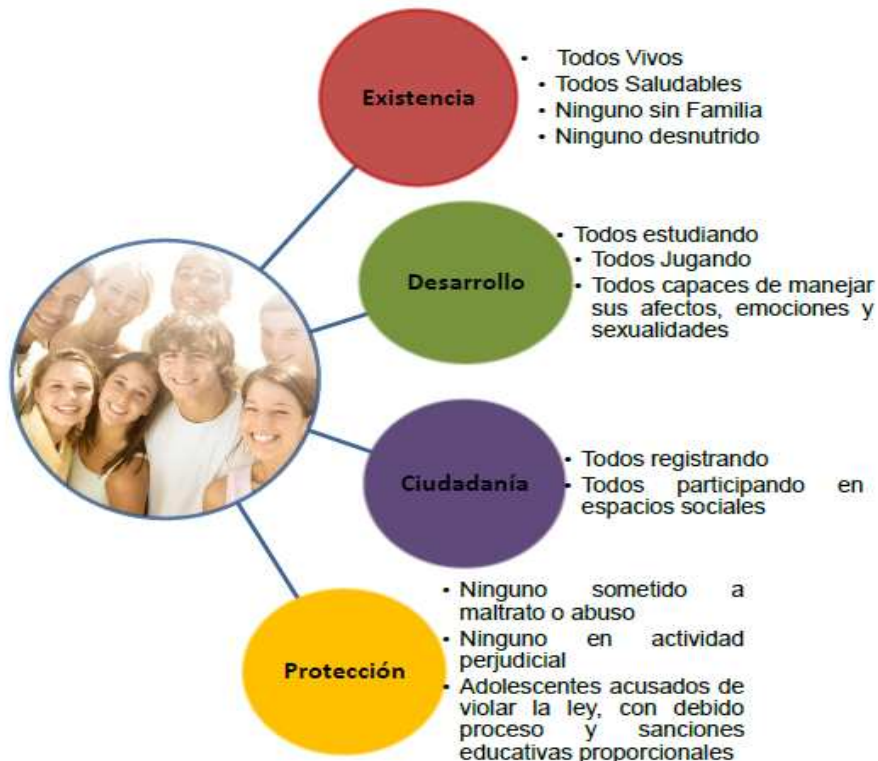 Existencia
• Todos Vivos
• Todos Saludables
• Ninguno sin Familia
• Ninguno desnutrido
Desarrollo
• Todos estudiando
• Todos Jugando
• Todos capaces de manejar
sus afectos, emociones y
sexualidades
Ciudadanía
• Todos registrando
• Todos participando en
espacios sociales
Protección
• Ninguno sometido a
maltrato o abuso
• Ninguno en actividad
perjudicial
• Adolescentes acusados de
violar la ley, con debido
proceso y sanciones
educativas proporcionales